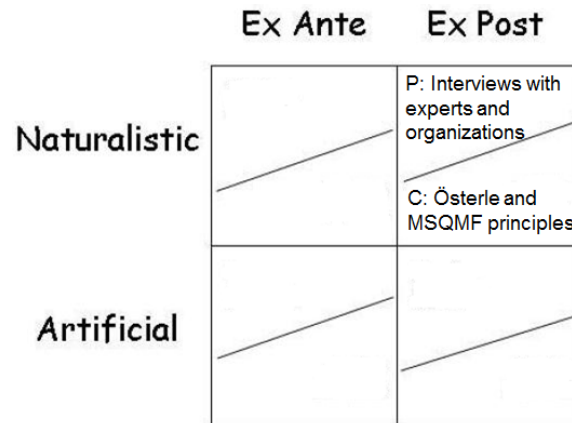 Ex Ante Ex Post
P: Interviews with
experts and
organizations
Naturalistic
C: Österle and
MSQMF principles
Artificial